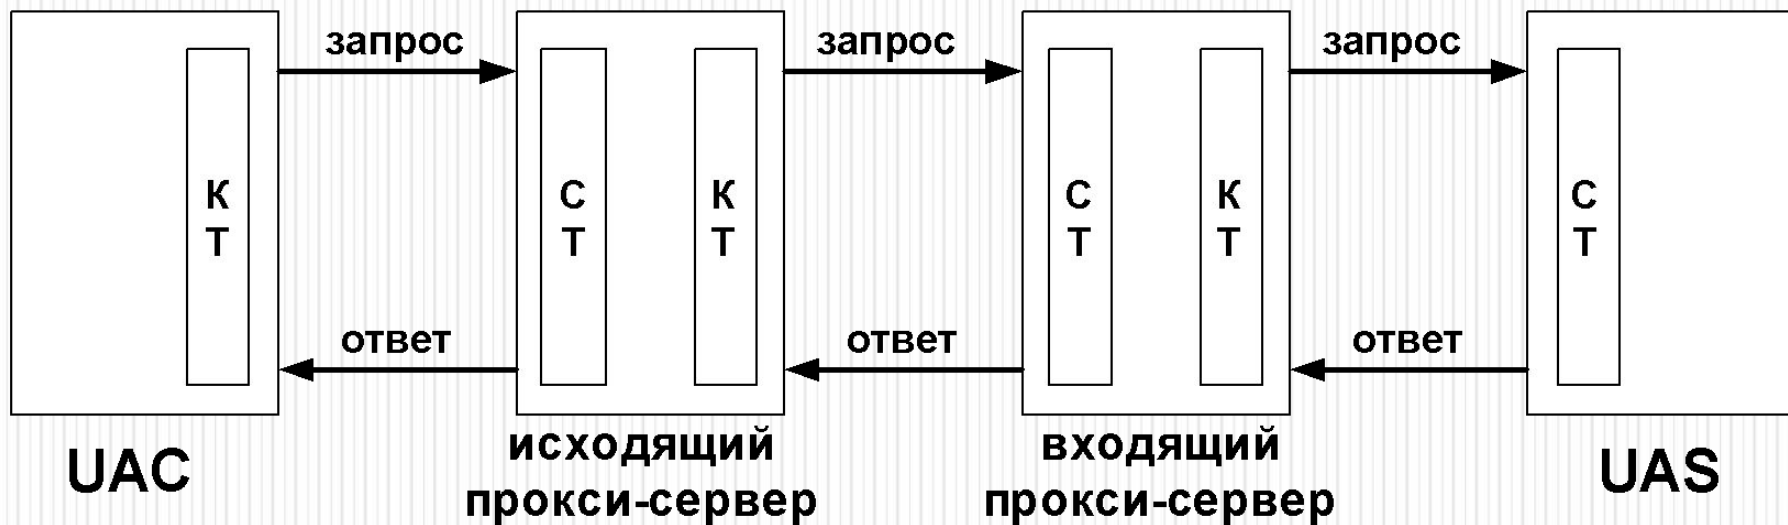 запрос
запрос
запрос
К
Т
С
Т
К
Т
С
Т
К
Т
С
Т
ответ
ответ
ответ
UAC
исходящий
прокси-сервер
входящий
прокси-сервер
UAS